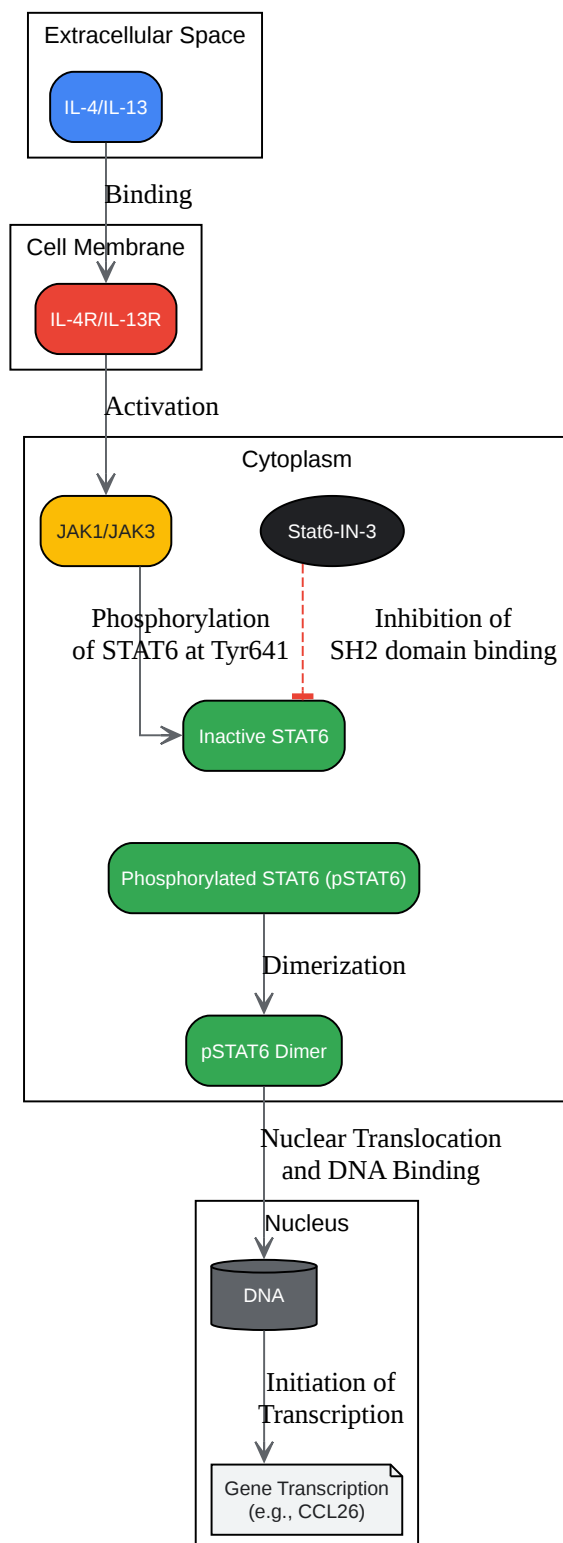 Extracellular Space
IL-4/IL-13
Binding
Cell Membrane
IL-4R/IL-13R
Activation
Cytoplasm
JAK1/JAK3
Stat6-IN-3
Phosphorylation
of STAT6 at Tyr641
Inhibition of
SH2 domain binding
Inactive STAT6
Phosphorylated STAT6 (pSTAT6)
Dimerization
pSTAT6 Dimer
Nuclear Translocation
and DNA Binding
Nucleus
DNA
Initiation of
Transcription
Gene Transcription
(e.g., CCL26)